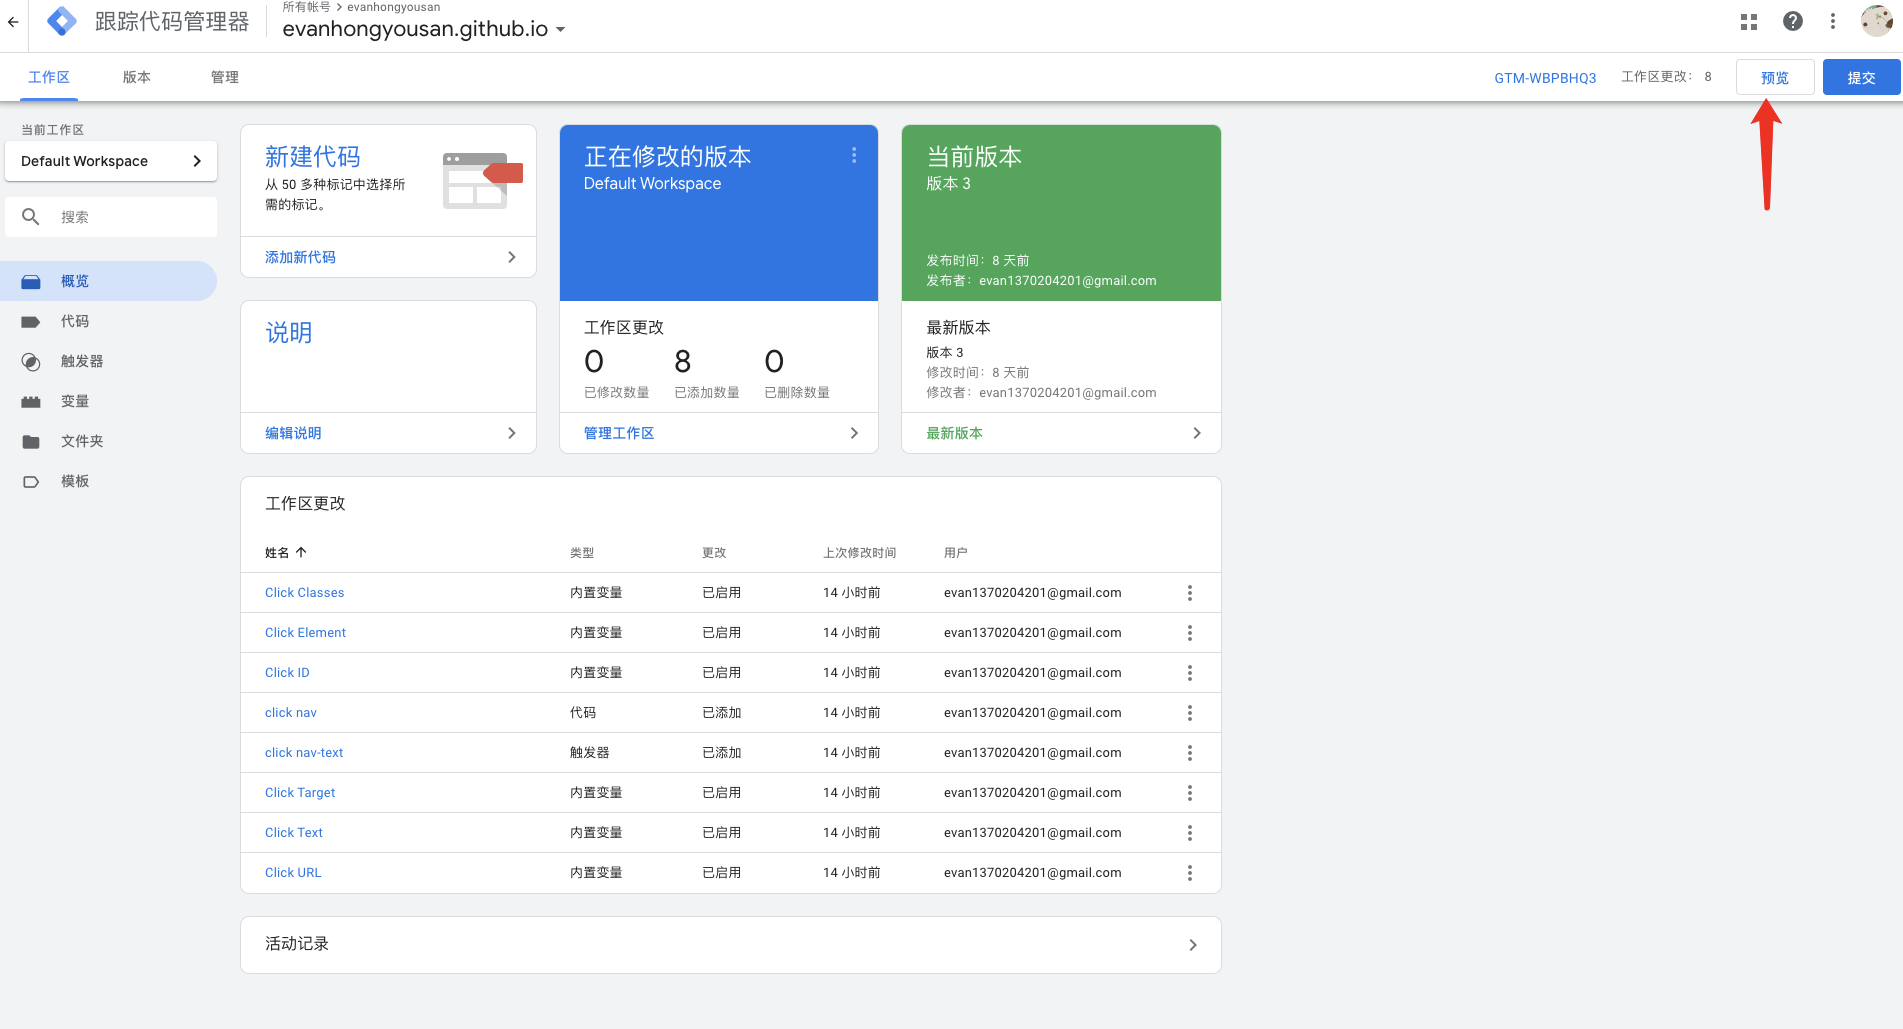 所有帐号 > evanhongyousan
跟踪代码管理器
evanhongyousan.github.io
工作区
版本
管理
GTM-WBPBHQ3
工作区更改： 8
预览
提交
当前工作区
Default Workspace
搜索
概览
代码
触发器
变量
文件夹
模板
新建代码
从 50 多种标记中选择所
需的标记。
添加新代码
说明
编辑说明
正在修改的版本
Default Workspace
工作区更改
0 8 0
已修改数量 已添加数量 已删除数量
管理工作区
当前版本
版本 3
发布时间： 8 天前
发布者： evan1370204201@gmail.com
最新版本
版本 3
修改时间： 8 天前
修改者： evan1370204201@gmail.com
最新版本
工作区更改
姓名 类型 更改 上次修改时间 用户
Click Classes 内置变量 已启用 14 小时前 evan1370204201@gmail.com
Click Element 内置变量 已启用 14 小时前 evan1370204201@gmail.com
Click ID 内置变量 已启用 14 小时前 evan1370204201@gmail.com
click nav 代码 已添加 14 小时前 evan1370204201@gmail.com
click nav-text 触发器 已添加 14 小时前 evan1370204201@gmail.com
Click Target 内置变量 已启用 14 小时前 evan1370204201@gmail.com
Click Text 内置变量 已启用 14 小时前 evan1370204201@gmail.com
Click URL 内置变量 已启用 14 小时前 evan1370204201@gmail.com
活动记录